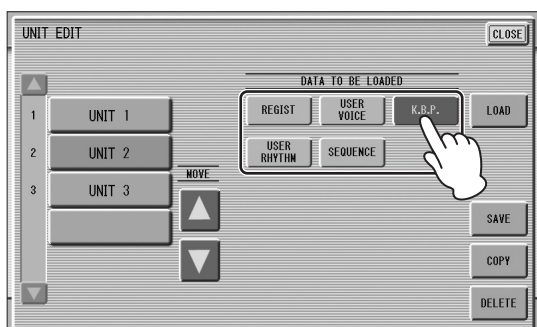 UNIT EDIT
CLOSE
DATA TO BE LOADED
1
UNIT 1
REGIST
USER
VOICE
K.B.P.
LOAD
2
UNIT 2
USER
RHYTHM
SEQUENCE
MOVE
3
UNIT 3
SAVE
COPY
DELETE